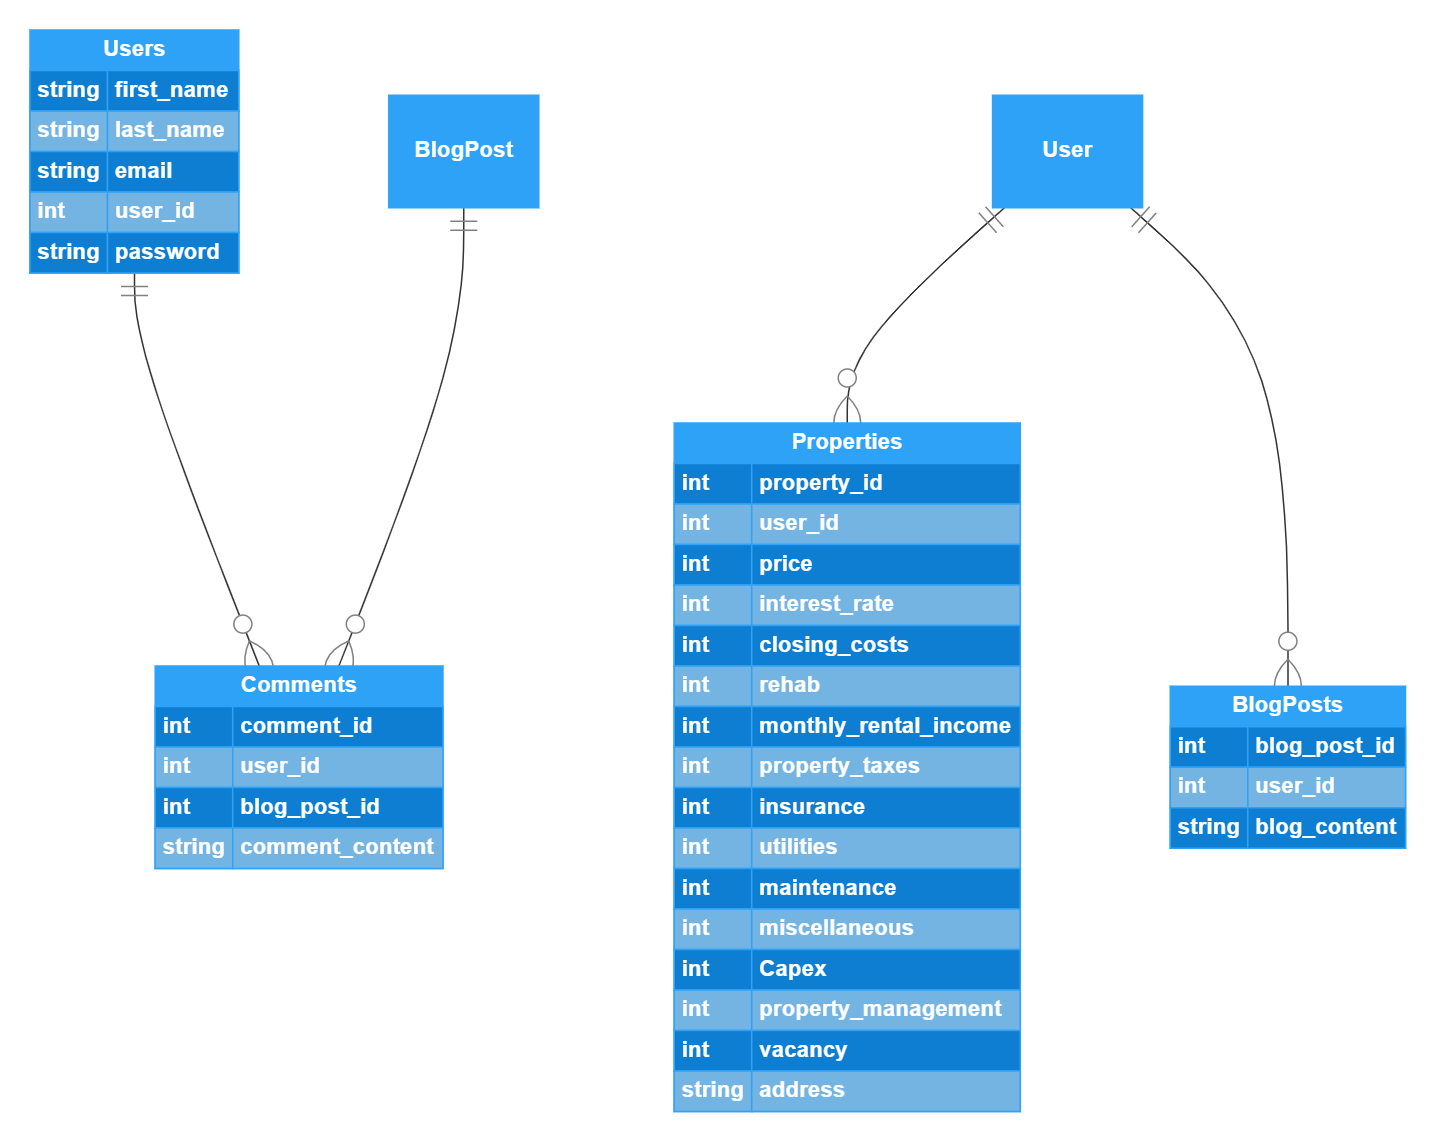 Users
string first_name
string last_name
string email
int user_id
string password
BlogPost
User
Comments
int comment_id
int user_id
int blog_post_id
string comment_content
Properties
int property_id
int user_id
int price
int interest_rate
int closing_costs
int rehab
int monthly_rental_income
int property_taxes
int insurance
int utilities
int maintenance
int miscellaneous
int Capex
int property_management
int vacancy
string address
BlogPosts
int blog_post_id
int user_id
string blog_content